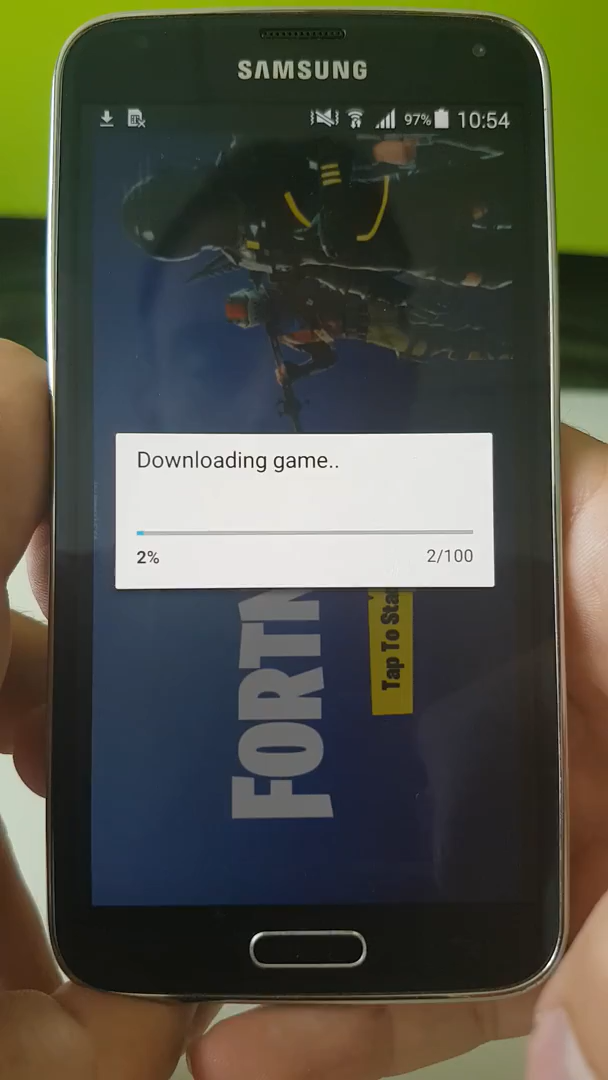 SAMSUNG
97% 10:54
Downloading game..
2% 2/100
FORTN
Tap To Sta